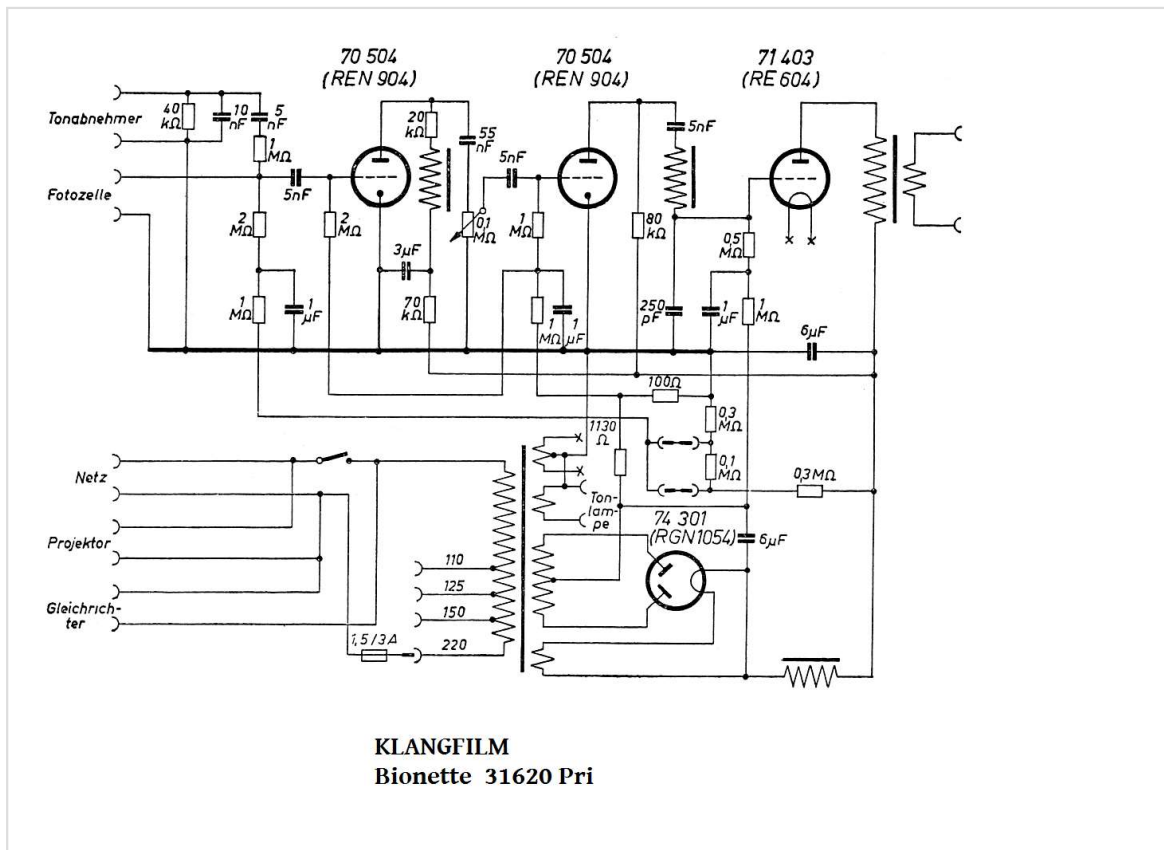 70 504
(REN 904)
70 504
(REN 904)
71 403
(RE 604)
Tonabnehmer
40
kΩ
10
nF
5
nF
1
MΩ
20
kΩ
55
nF
5nF
5nF
Fotozelle
5nF
2
MΩ
2
MΩ
0,1
MΩ
1
MΩ
80
kΩ
0,5
MΩ
3µF
1
MΩ
1
µF
70
kΩ
1
MΩ
1
µF
250
pF
1
µF
1
MΩ
6µF
100Ω
0,3
MΩ
1130
Ω
0,1
MΩ
0,3MΩ
Netz
Ton-
lam-
pe
74 301
(RGN1054)
6µF
Projektor
110
125
150
Gleichrich-
ter
1,5/3A
220
KLANGFILM
Bionette 31620 Pri